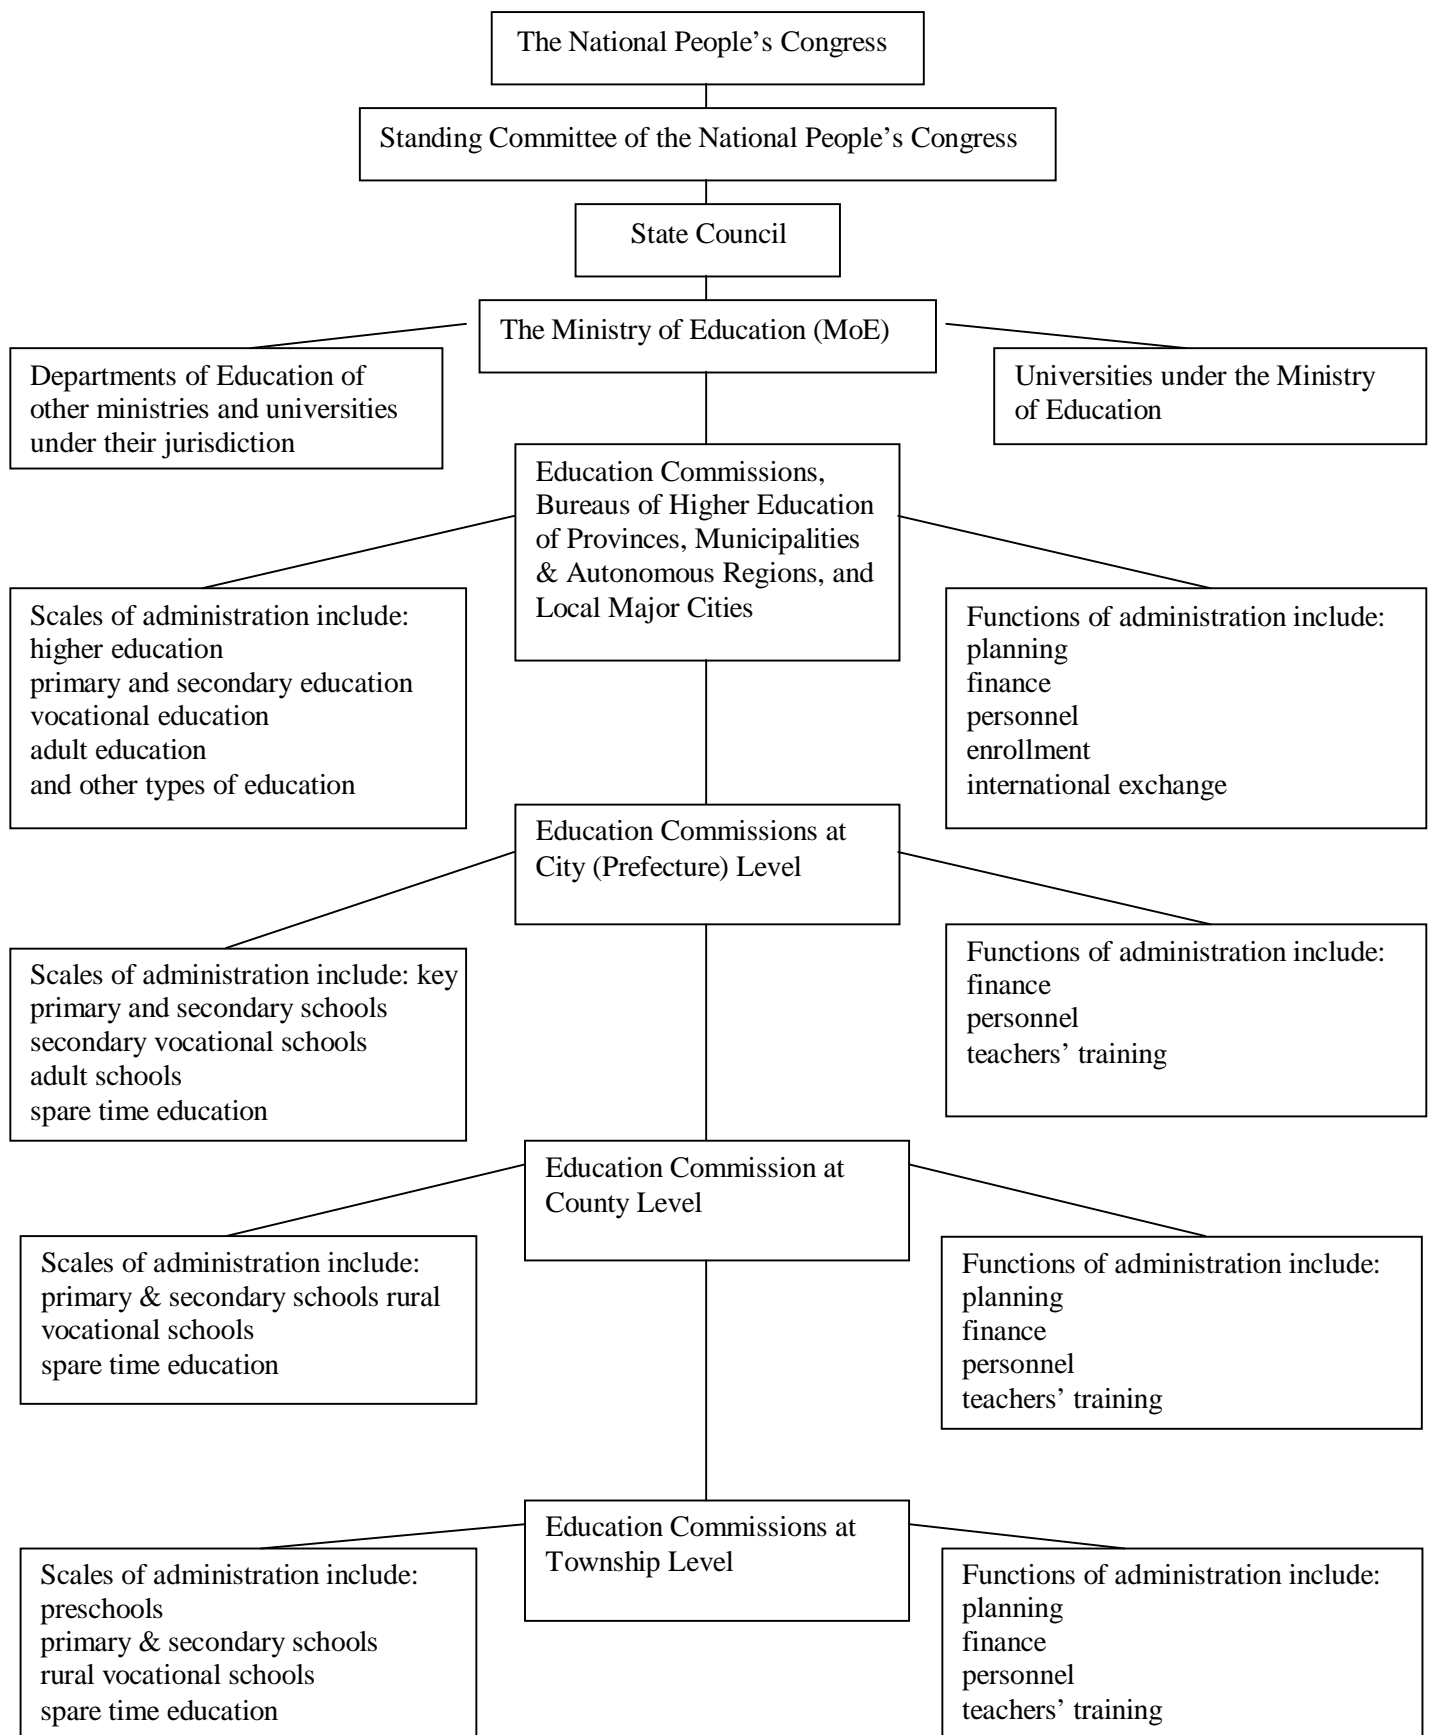 The National People’s Congress
Standing Committee of the National People’s Congress
State Council
The Ministry of Education (MoE)
Departments of Education of
other ministries and universities
under their jurisdiction
Universities under the Ministry
of Education
Education Commissions,
Bureaus of Higher Education
of Provinces, Municipalities
& Autonomous Regions, and
Local Major Cities
Scales of administration include:
higher education
primary and secondary education
vocational education
adult education
and other types of education
Functions of administration include:
planning
finance
personnel
enrollment
international exchange
Education Commissions at
City (Prefecture) Level
Scales of administration include: key
primary and secondary schools
secondary vocational schools
adult schools
spare time education
Functions of administration include:
finance
personnel
teachers’ training
Education Commission at
County Level
Scales of administration include:
primary & secondary schools rural
vocational schools
spare time education
Functions of administration include:
planning
finance
personnel
teachers’ training
Education Commissions at
Township Level
Scales of administration include:
preschools
primary & secondary schools
rural vocational schools
spare time education
Functions of administration include:
planning
finance
personnel
teachers’ training